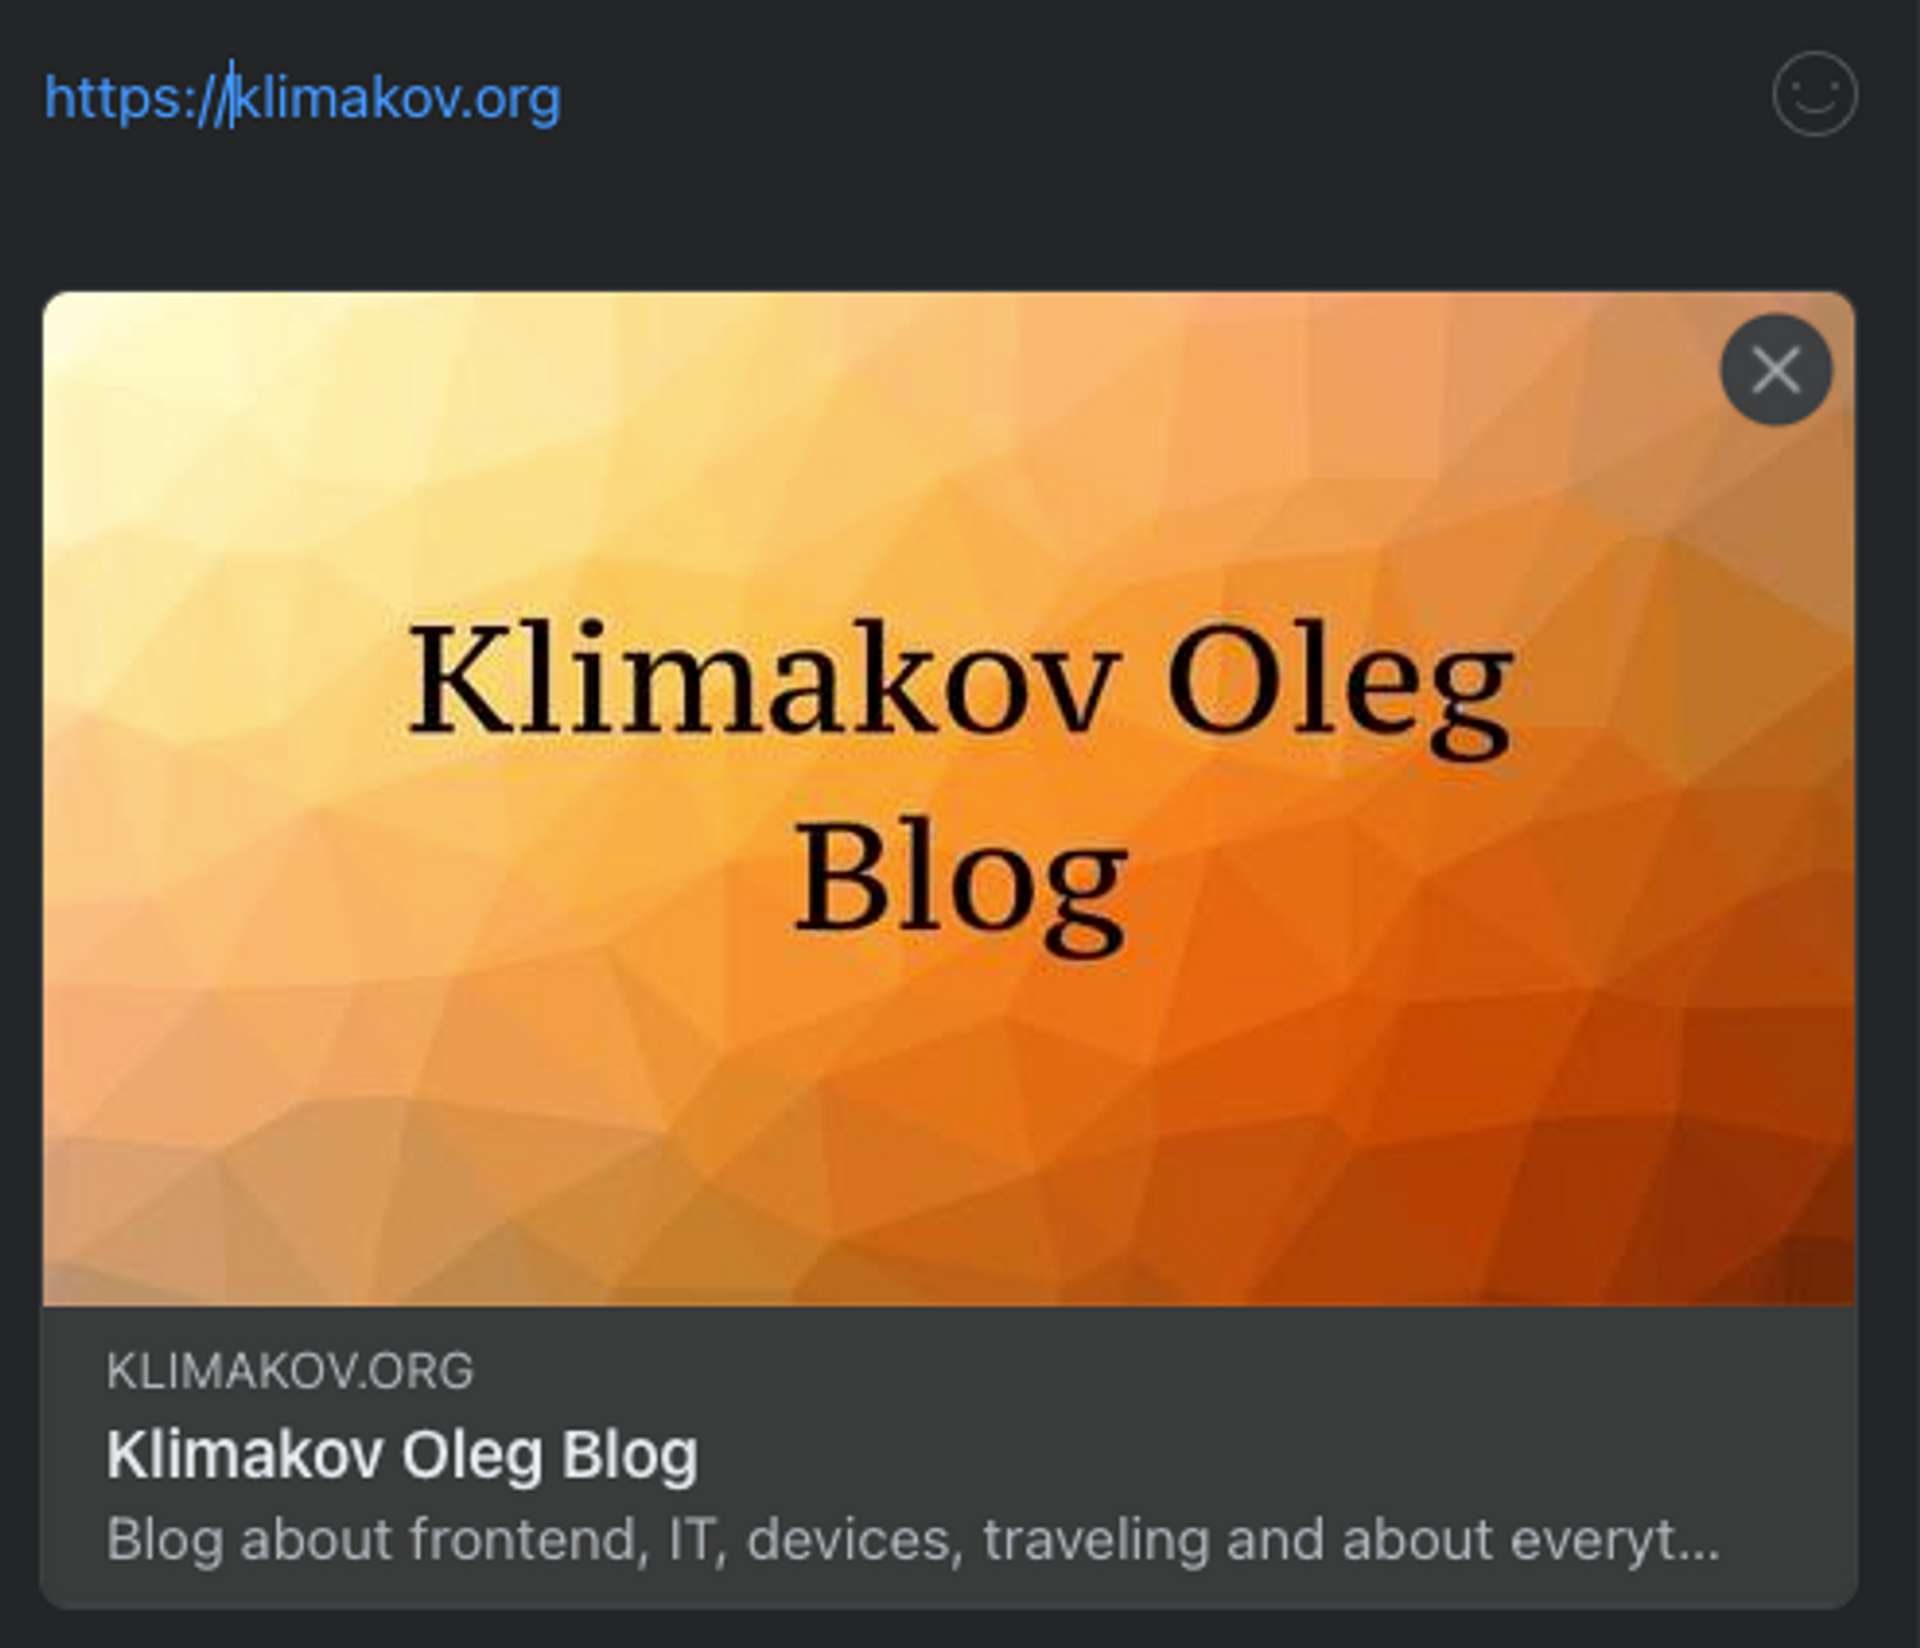 https://klimakov.org
Klimakov Oleg
Blog
KLIMAKOV.ORG
Klimakov Oleg Blog
Blog about frontend, IT, devices, traveling and about everyt...